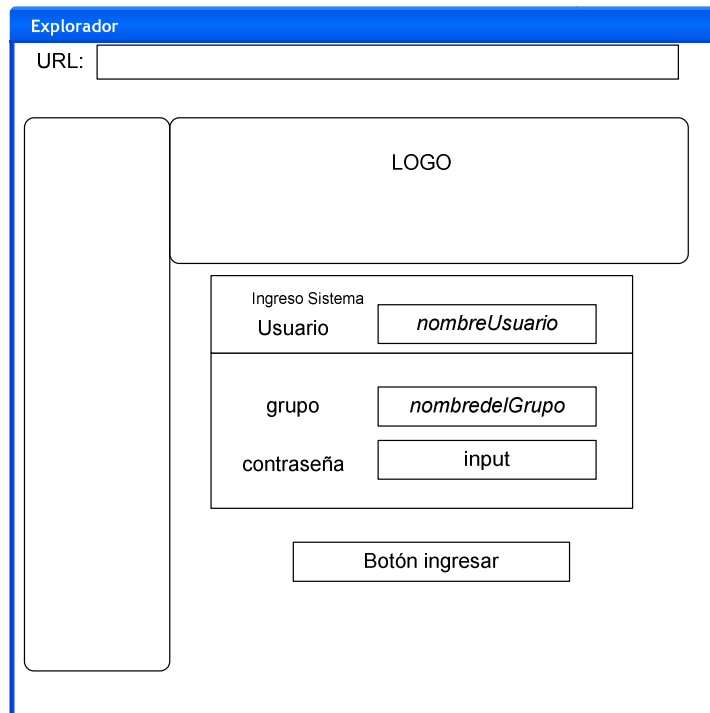 Explorador
URL:
LOGO
Ingreso Sistema
Usuario
nombreUsuario
grupo
nombredelGrupo
contraseña
input
Botón ingresar